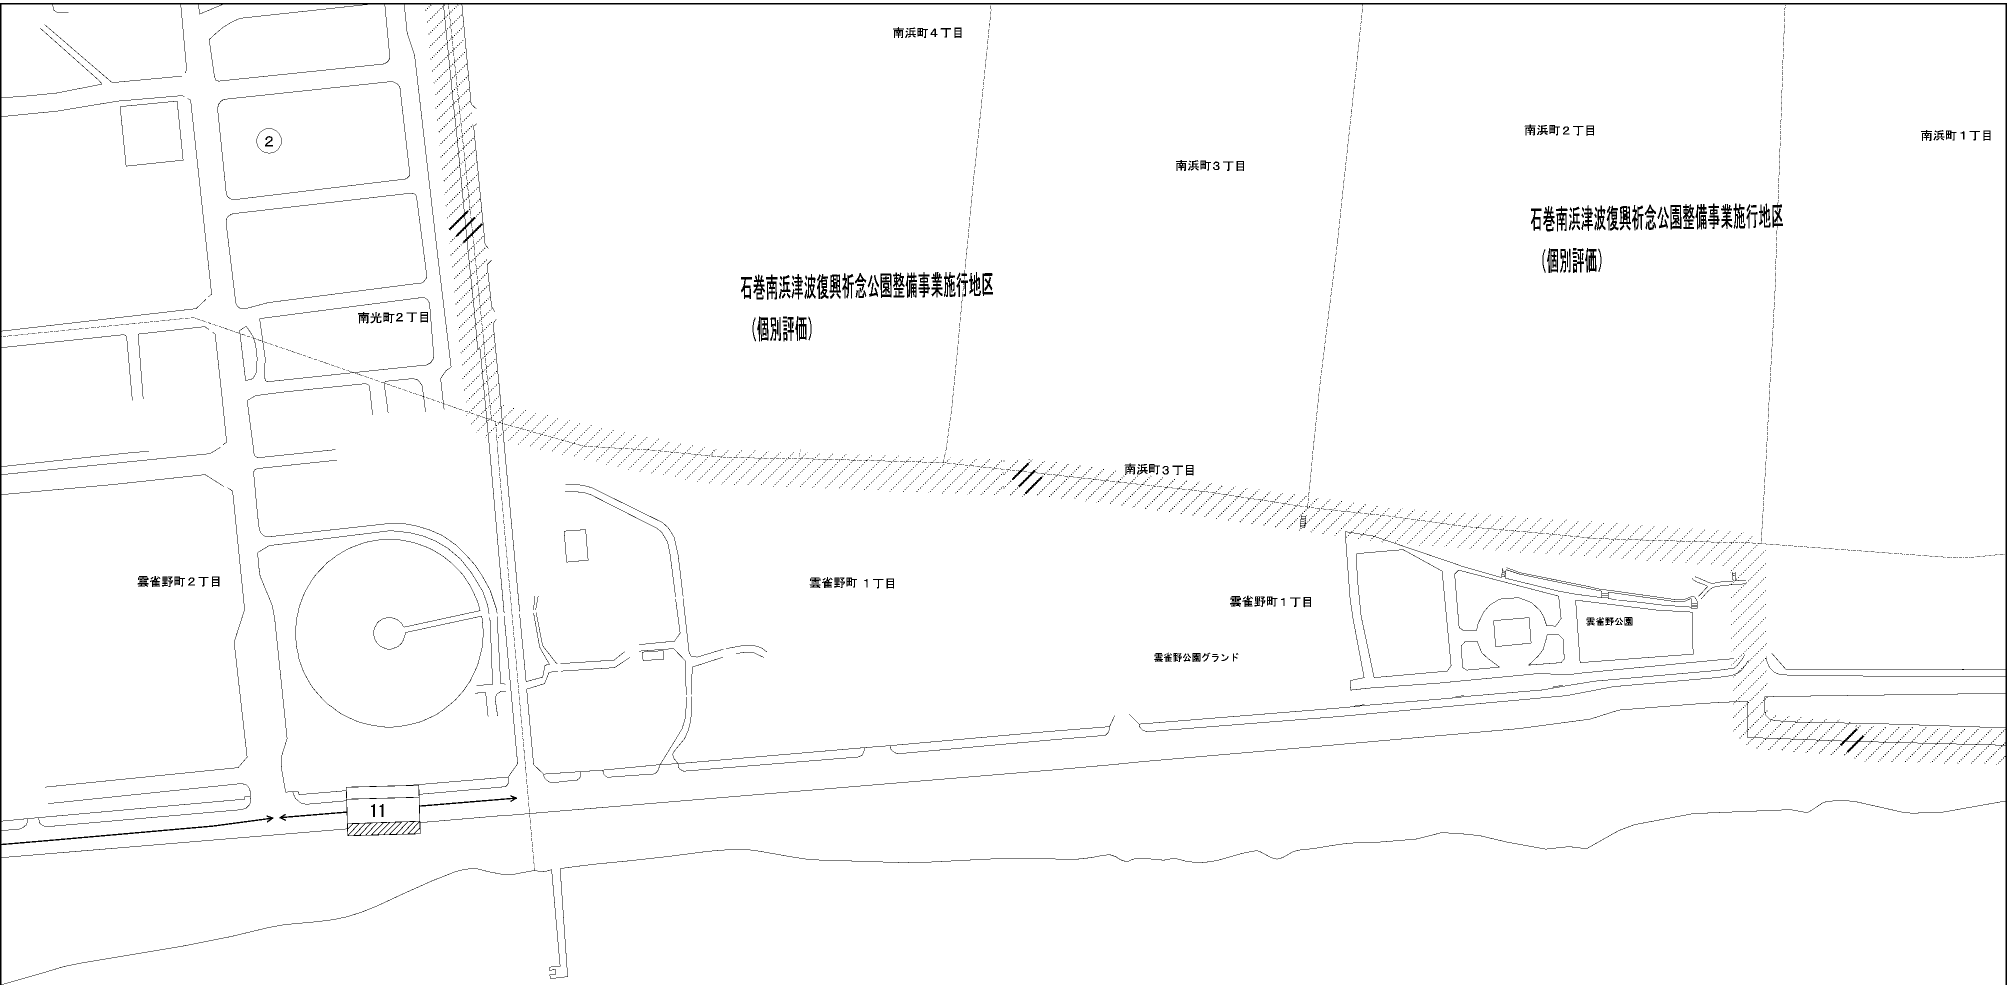 南浜町4丁目
南浜町2丁目
南浜町1丁目
②
南浜町3丁目
石巻南浜津波復興祈念公園整備事業施行地区
(個別評価)
石巻南浜津波復興祈念公園整備事業施行地区
(個別評価)
南光町2丁目
南浜町3丁目
雲雀野町2丁目
雲雀野町1丁目
雲雀野町1丁目
雲雀野公園
雲雀野公園グランド
11